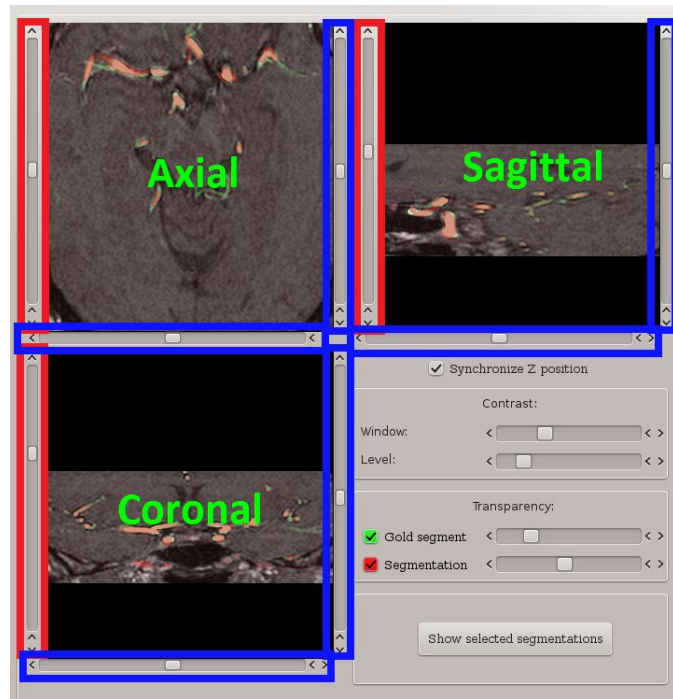 Axial
Sagittal
Synchronize Z position
Contrast:
Window:
Level:
Coronal
Transparency:
Gold segment
Segmentation
Show selected segmentations